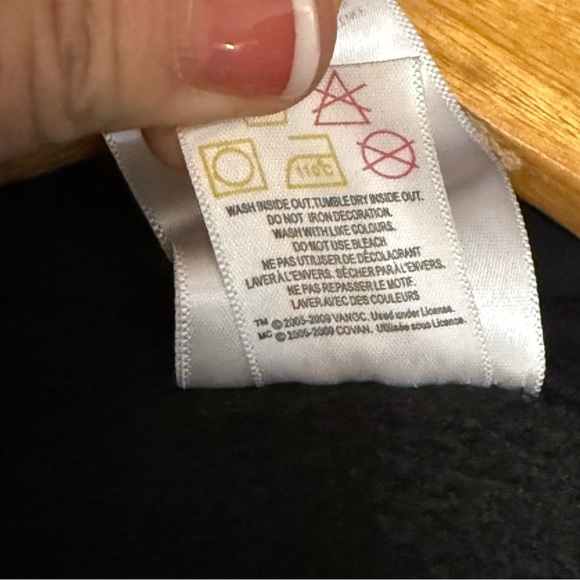 110°C
WASH INSIDE OUT.TUMBLE DRY INSIDE OUT.
DO NOT IRON DECORATION.
WASH WITH LIKE COLOURS.
DO NOT USE BLEACH
NE PAS UTILISER DE DÈCOLACRANT
LAVER À L'ENVERS. SÈCHER PAR À L'ENVERS.
NE PAS REPASSER LE MOTIF.
LAVER AVEC DES COULEURS
TM © 2005-2009 VANOC. Used under License.
MC © 2005-2009 COVAN. Utilisée sous Licence.